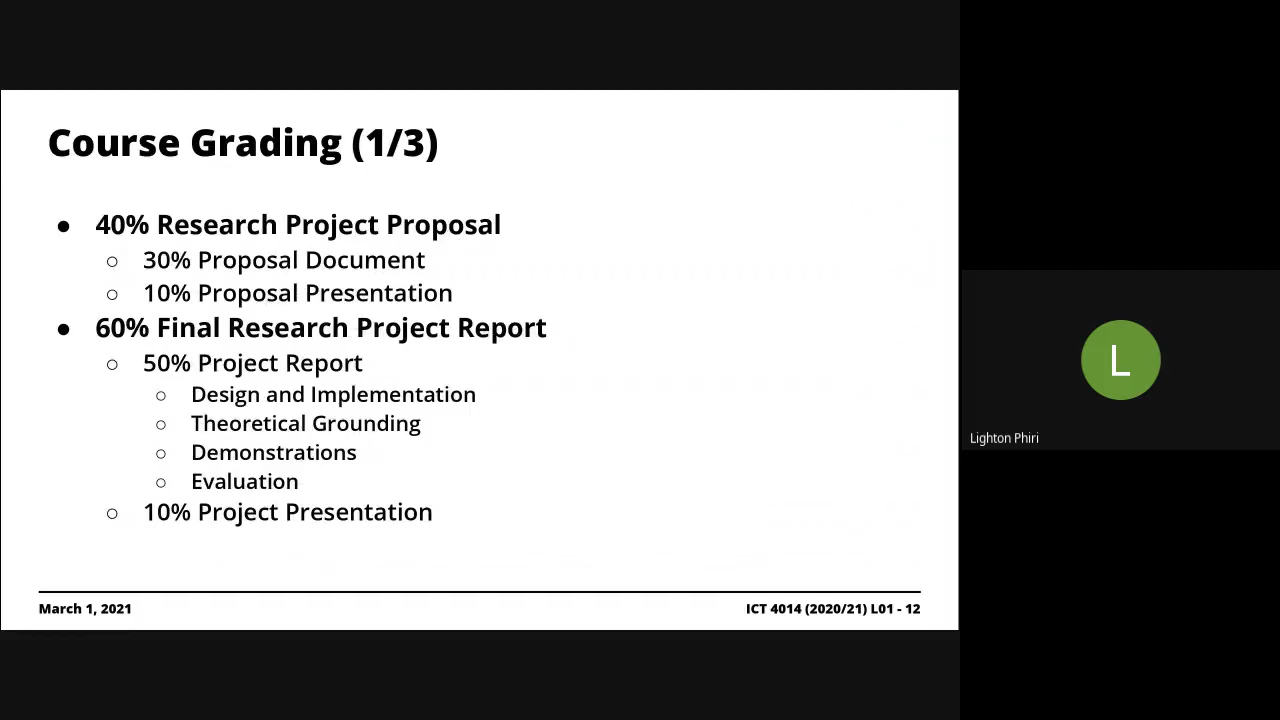 Course Grading (1/3)
● 40% Research Project Proposal
○ 30% Proposal Document
○ 10% Proposal Presentation
● 60% Final Research Project Report
○ 50% Project Report
○ Design and Implementation
○ Theoretical Grounding
○ Demonstrations
○ Evaluation
○ 10% Project Presentation
March 1, 2021
ICT 4014 (2020/21) L01 - 12
L
Lighton Phiri